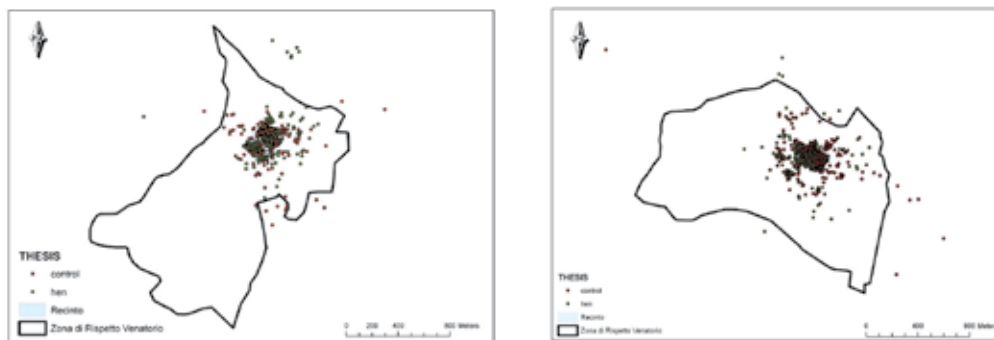 THESIS
control
hen
Recinto
Zona di Rispetto Venatorio
0 200 400 800 Meters
THESIS
control
hen
Recinto
Zona di Rispetto Venatorio
0 200 400 800 Meters